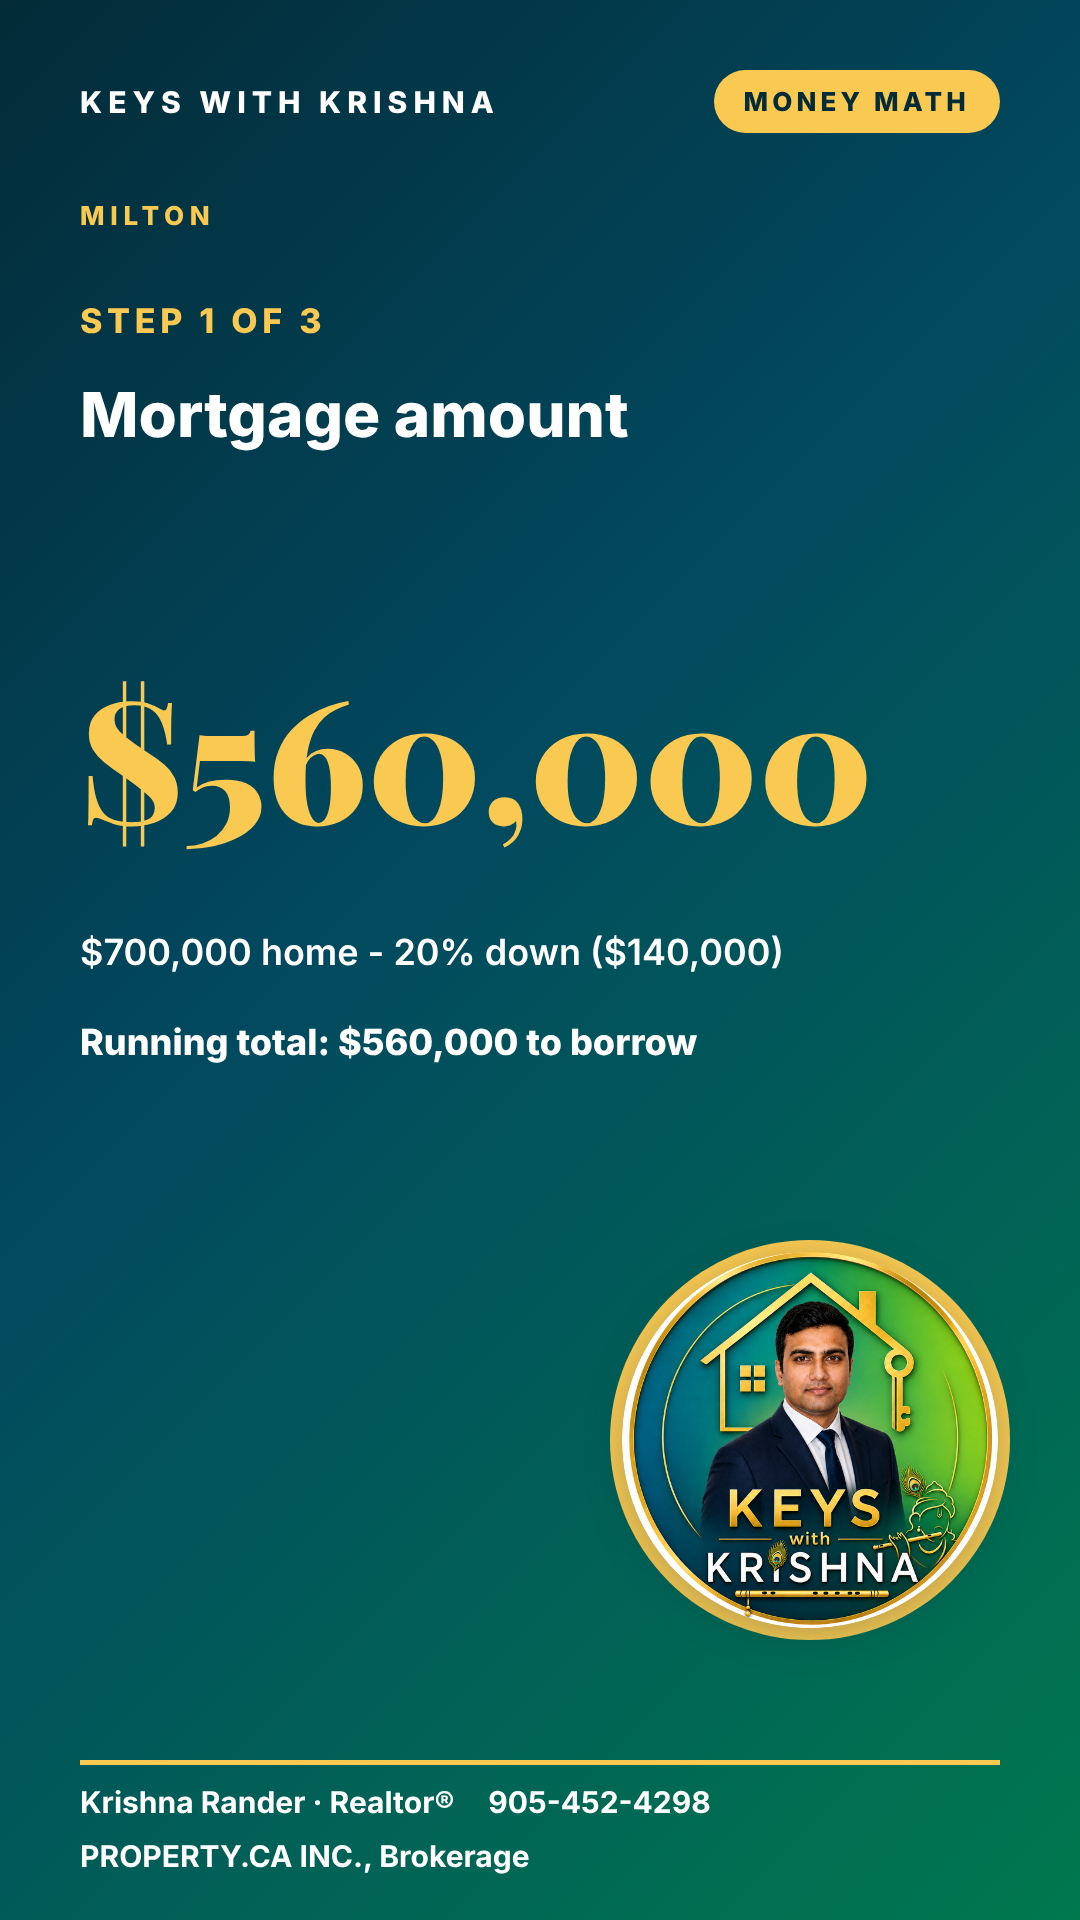 KEYS WITH KRISHNA
MONEY MATH
MILTON
STEP 1 OF 3
Mortgage amount
$560,000
$700,000 home - 20% down ($140,000)
Running total: $560,000 to borrow
KEYS
with
KRISHNA
Krishna Rander · Realtor® 905-452-4298
PROPERTY.CA INC., Brokerage